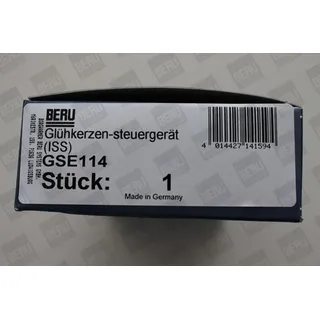 BERU
Glühkerzen-steuergerät
(ISS)
GSE114
Stück: 1
Made in Germany
4 014427 141594